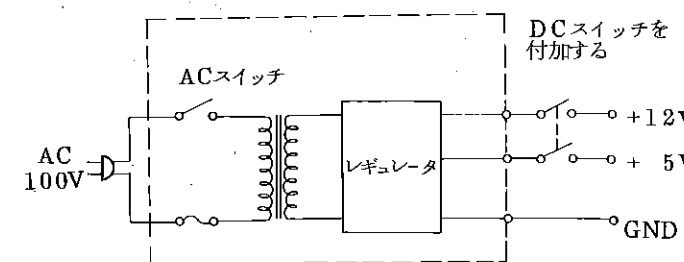 DCスイッチを
付加する
ACスイッチ
+12V
AC
100V
レギュレータ
+ 5V
GND